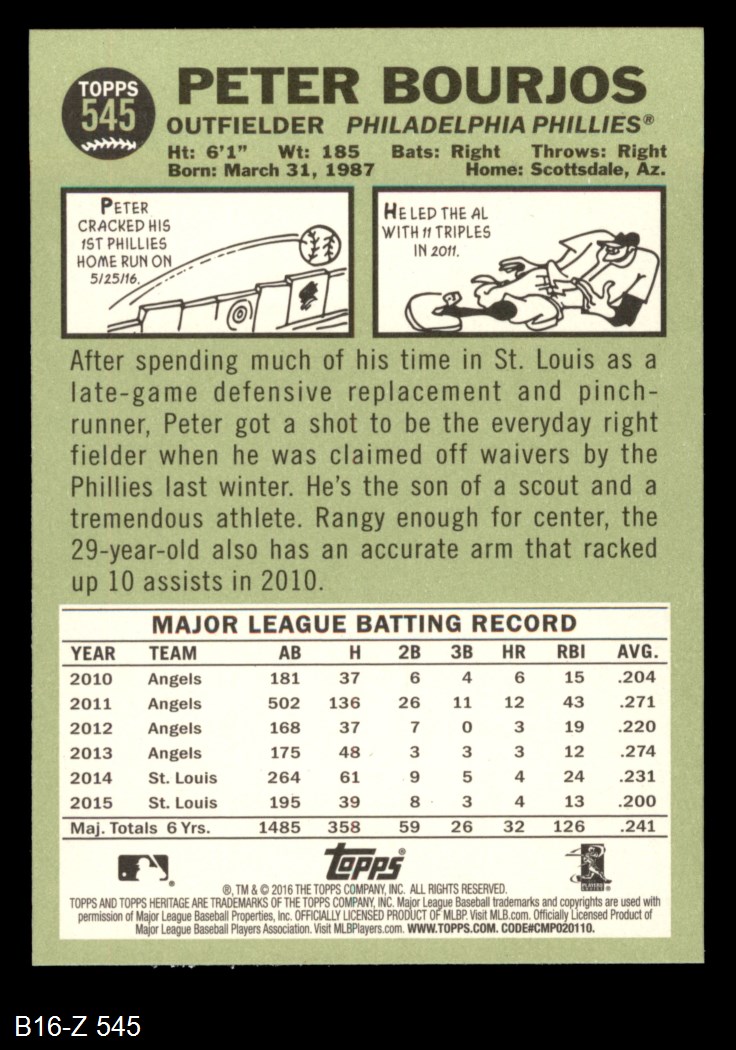 TOPPS
545
PETER BOURJOS
OUTFIELDER PHILADELPHIA PHILLIES®
Ht: 6'1" Wt: 185 Bats: Right Throws: Right
Born: March 31, 1987 Home: Scottsdale, Az.
PETER
CRACKED HIS
1ST PHILLIES
HOME RUN ON
5/25/16.
HE LED THE AL
WITH 11 TRIPLES
IN 2011.
After spending much of his time in St. Louis as a
late-game defensive replacement and pinch-
runner, Peter got a shot to be the everyday right
fielder when he was claimed off waivers by the
Phillies last winter. He's the son of a scout and a
tremendous athlete. Rangy enough for center, the
29-year-old also has an accurate arm that racked
up 10 assists in 2010.
MAJOR LEAGUE BATTING RECORD
YEAR TEAM AB H 2B 3B HR RBI AVG.
2010 Angels 181 37 6 4 6 15 .204
2011 Angels 502 136 26 11 12 43 .271
2012 Angels 168 37 7 0 3 19 .220
2013 Angels 175 48 3 3 3 12 .274
2014 St. Louis 264 61 9 5 4 24 .231
2015 St. Louis 195 39 8 3 4 13 .200
Maj. Totals 6 Yrs. 1485 358 59 26 32 126 .241
Topps®
®, TM & © 2016 THE TOPPS COMPANY, INC. ALL RIGHTS RESERVED.
TOPPS AND TOPPS HERITAGE ARE TRADEMARKS OF THE TOPPS COMPANY, INC. Major League Baseball trademarks and copyrights are used with
permission of Major League Baseball Properties, Inc. OFFICIALLY LICENSED PRODUCT OF MLBP. Visit MLB.com. Officially Licensed Product of
Major League Baseball Players Association. Visit MLBPlayers.com. WWW.TOPPS.COM. CODE#CMP020110.
B16-Z 545